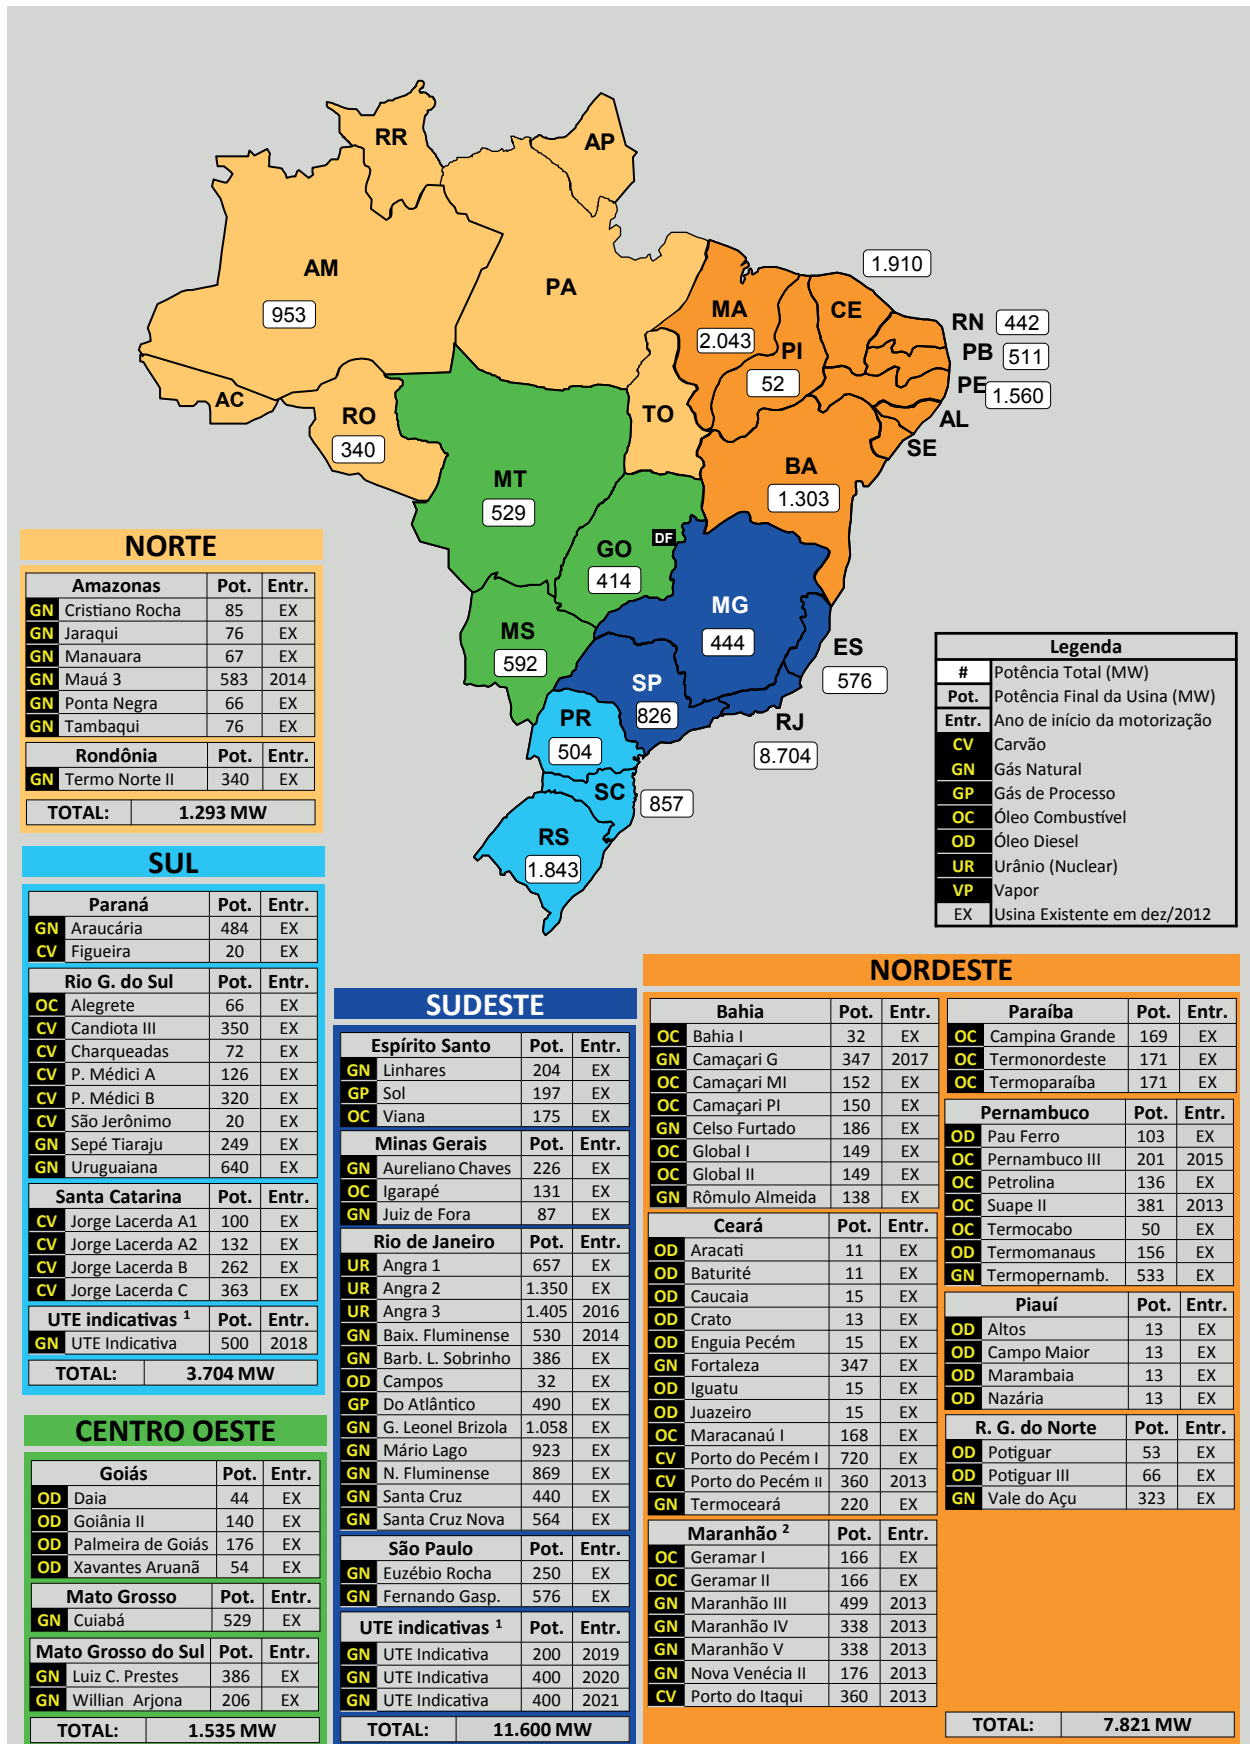 RR
AP
AM
953
PA
1.910
MA
2.043
CE
RN 442
PI
52
PB 511
PE 1.560
AL
SE
AC
RO
340
TO
MT
529
BA
1.303
GO
DF
414
MG
444
MS
592
ES
576
SP
826
RJ
8.704
PR
504
SC
857
RS
1.843
Legenda
# Potência Total (MW)
Pot. Potência Final da Usina (MW)
Entr. Ano de início da motorização
CV Carvão
GN Gás Natural
GP Gás de Processo
OC Óleo Combustível
OD Óleo Diesel
UR Urânio (Nuclear)
VP Vapor
EX Usina Existente em dez/2012
NORTE
Amazonas Pot. Entr.
GN Cristiano Rocha 85 EX
GN Jaraqui 76 EX
GN Manauara 67 EX
GN Mauá 3 583 2014
GN Ponta Negra 66 EX
GN Tambaqui 76 EX
Rondônia Pot. Entr.
GN Termo Norte II 340 EX
TOTAL: 1.293 MW
SUL
Paraná Pot. Entr.
GN Araucária 484 EX
CV Figueira 20 EX
Rio G. do Sul Pot. Entr.
OC Alegrete 66 EX
CV Candiota III 350 EX
CV Charqueadas 72 EX
CV P. Médici A 126 EX
CV P. Médici B 320 EX
CV São Jerônimo 20 EX
GN Sepé Tiaraju 249 EX
GN Uruguaiana 640 EX
Santa Catarina Pot. Entr.
CV Jorge Lacerda A1 100 EX
CV Jorge Lacerda A2 132 EX
CV Jorge Lacerda B 262 EX
CV Jorge Lacerda C 363 EX
UTE indicativas 1 Pot. Entr.
GN UTE Indicativa 500 2018
TOTAL: 3.704 MW
CENTRO OESTE
Goiás Pot. Entr.
OD Daia 44 EX
OD Goiânia II 140 EX
OD Palmeira de Goiás 176 EX
OD Xavantes Aruanã 54 EX
Mato Grosso Pot. Entr.
GN Cuiabá 529 EX
Mato Grosso do Sul Pot. Entr.
GN Luiz C. Prestes 386 EX
GN Willian Arjona 206 EX
TOTAL: 1.535 MW
SUDESTE
Espírito Santo Pot. Entr.
GN Linhares 204 EX
GP Sol 197 EX
OC Viana 175 EX
Minas Gerais Pot. Entr.
GN Aureliano Chaves 226 EX
OC Igarapé 131 EX
GN Juiz de Fora 87 EX
Rio de Janeiro Pot. Entr.
UR Angra 1 657 EX
UR Angra 2 1.350 EX
UR Angra 3 1.405 2016
GN Baix. Fluminense 530 2014
GN Barb. L. Sobrinho 386 EX
OD Campos 32 EX
GP Do Atlântico 490 EX
GN G. Leonel Brizola 1.058 EX
GN Mário Lago 923 EX
GN N. Fluminense 869 EX
GN Santa Cruz 440 EX
GN Santa Cruz Nova 564 EX
São Paulo Pot. Entr.
GN Euzébio Rocha 250 EX
GN Fernando Gasp. 576 EX
UTE indicativas 1 Pot. Entr.
GN UTE Indicativa 200 2019
GN UTE Indicativa 400 2020
GN UTE Indicativa 400 2021
TOTAL: 11.600 MW
NORDESTE
Bahia Pot. Entr.
OC Bahia I 32 EX
GN Camaçari G 347 2017
OC Camaçari MI 152 EX
OC Camaçari PI 150 EX
GN Celso Furtado 186 EX
OC Global I 149 EX
OC Global II 149 EX
GN Rômulo Almeida 138 EX
Ceará Pot. Entr.
OD Aracati 11 EX
OD Baturité 11 EX
OD Caucaia 15 EX
OD Crato 13 EX
OD Enguia Pecém 15 EX
GN Fortaleza 347 EX
OD Iguatu 15 EX
OD Juazeiro 15 EX
OC Maracanaú I 168 EX
CV Porto do Pecém I 720 EX
CV Porto do Pecém II 360 2013
GN Termoceará 220 EX
Maranhão 2 Pot. Entr.
OC Geramar I 166 EX
OC Geramar II 166 EX
GN Maranhão III 499 2013
GN Maranhão IV 338 2013
GN Maranhão V 338 2013
GN Nova Venécia II 176 2013
CV Porto do Itaqui 360 2013
Paraíba Pot. Entr.
OC Campina Grande 169 EX
OC Termonordeste 171 EX
OC Termoparaíba 171 EX
Pernambuco Pot. Entr.
OD Pau Ferro 103 EX
OC Pernambuco III 201 2015
OC Petrolina 136 EX
OC Suape II 381 2013
OC Termocabo 50 EX
OD Termomanaus 156 EX
GN Termopernamb. 533 EX
Piauí Pot. Entr.
OD Altos 13 EX
OD Campo Maior 13 EX
OD Marambaia 13 EX
OD Nazária 13 EX
R. G. do Norte Pot. Entr.
OD Potiguar 53 EX
OD Potiguar III 66 EX
GN Vale do Açu 323 EX
TOTAL: 7.821 MW